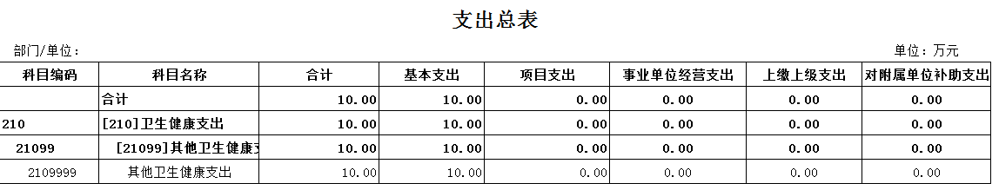 支出总表
部门/单位： 单位：万元
科目编码 科目名称 合计 基本支出 项目支出 事业单位经营支出 上缴上级支出 对附属单位补助支出
合计 10.00 10.00 0.00 0.00 0.00 0.00
210 [210]卫生健康支出 10.00 10.00 0.00 0.00 0.00 0.00
21099 [21099]其他卫生健康 10.00 10.00 0.00 0.00 0.00 0.00
2109999 其他卫生健康支出 10.00 10.00 0.00 0.00 0.00 0.00